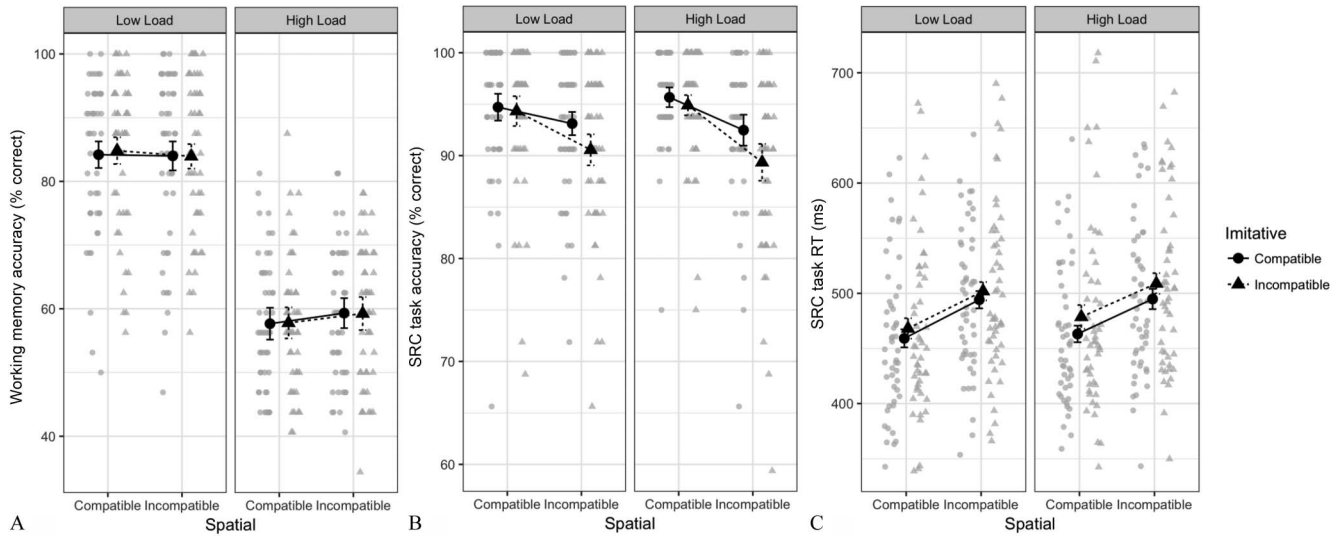 Low Load
High Load
Working memory accuracy (% correct)
100
80
60
40
Compatible Incompatible
Compatible Incompatible
Spatial
A
Low Load
High Load
SRC task accuracy (% correct)
100
90
80
70
60
Compatible Incompatible
Compatible Incompatible
Spatial
B
Low Load
High Load
SRC task RT (ms)
700
600
500
400
Compatible Incompatible
Compatible Incompatible
Spatial
C
Imitative
Compatible
Incompatible